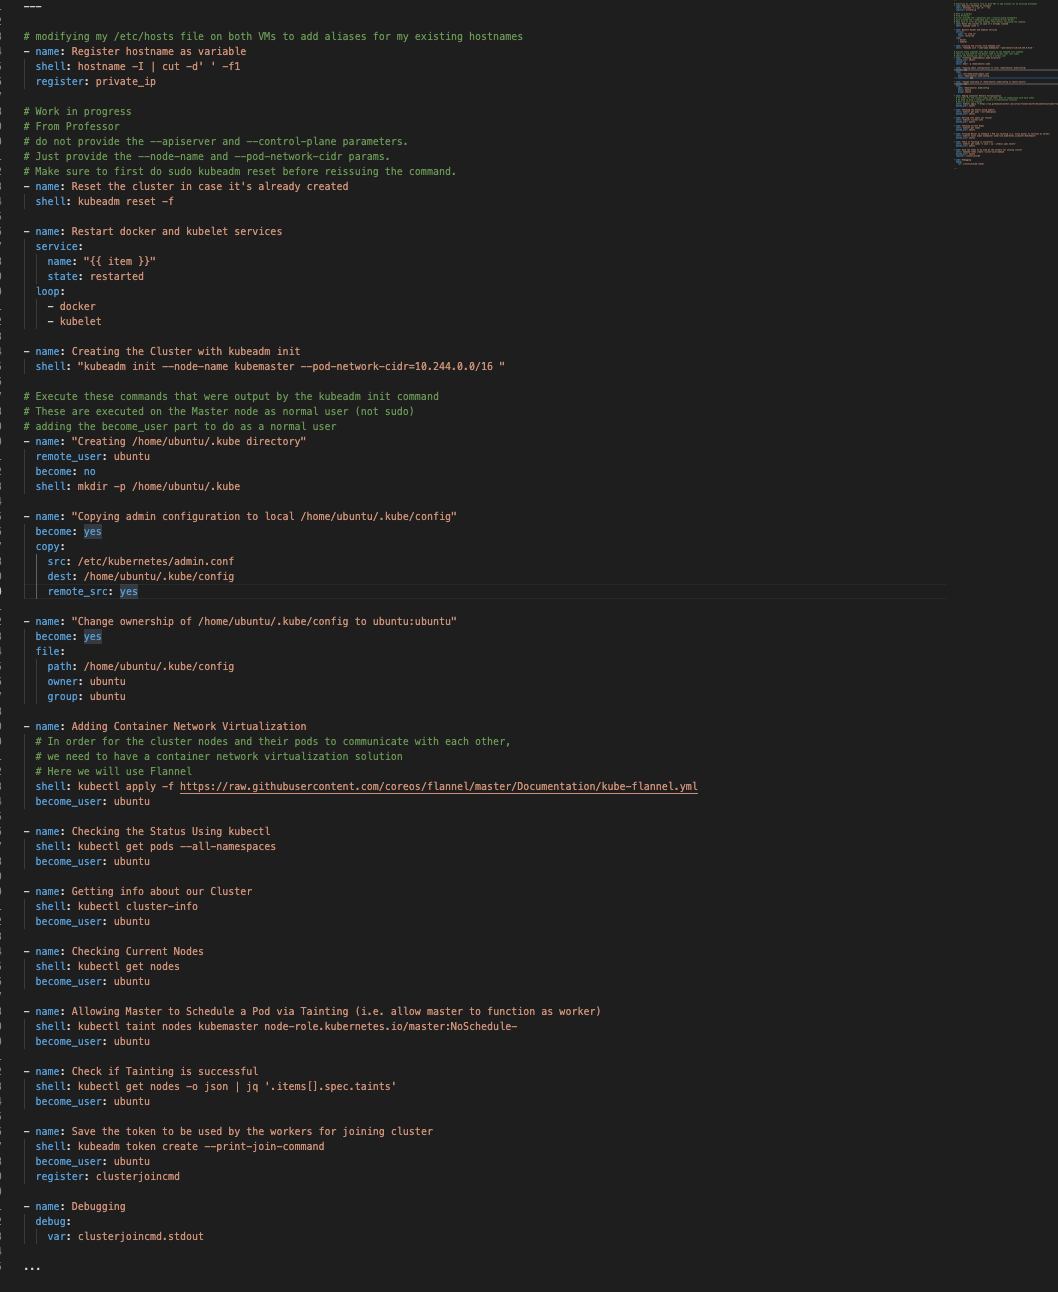 ---
# modifying my /etc/hosts file on both VMs to add aliases for my existing hostnames
- name: Register hostname as variable
shell: hostname -I | cut -d' ' -f1
register: private_ip
# Work in progress
# From Professor
# do not provide the --apiserver and --control-plane parameters.
# Just provide the --node-name and --pod-network-cidr params.
# Make sure to first do sudo kubeadm reset before reissuing the command.
- name: Reset the cluster in case it's already created
shell: kubeadm reset -f
- name: Restart docker and kubelet services
service:
name: "{{ item }}"
state: restarted
loop:
- docker
- kubelet
- name: Creating the Cluster with kubeadm init
shell: "kubeadm init --node-name kubemaster --pod-network-cidr=10.244.0.0/16 "
# Execute these commands that were output by the kubeadm init command
# These are executed on the Master node as normal user (not sudo)
# adding the become_user part to do as a normal user
- name: "Creating /home/ubuntu/.kube directory"
remote_user: ubuntu
become: no
shell: mkdir -p /home/ubuntu/.kube
- name: "Copying admin configuration to local /home/ubuntu/.kube/config"
become: yes
copy:
src: /etc/kubernetes/admin.conf
dest: /home/ubuntu/.kube/config
remote_src: yes
- name: "Change ownership of /home/ubuntu/.kube/config to ubuntu:ubuntu"
become: yes
file:
path: /home/ubuntu/.kube/config
owner: ubuntu
group: ubuntu
- name: Adding Container Network Virtualization
# In order for the cluster nodes and their pods to communicate with each other,
# we need to have a container network virtualization solution
# Here we will use Flannel
shell: kubectl apply -f https://raw.githubusercontent.com/coreos/flannel/master/Documentation/kube-flannel.yml
become_user: ubuntu
- name: Checking the Status Using kubectl
shell: kubectl get pods --all-namespaces
become_user: ubuntu
- name: Getting info about our Cluster
shell: kubectl cluster-info
become_user: ubuntu
- name: Checking Current Nodes
shell: kubectl get nodes
become_user: ubuntu
- name: Allowing Master to Schedule a Pod via Tainting (i.e. allow master to function as worker)
shell: kubectl taint nodes kubemaster node-role.kubernetes.io/master:NoSchedule-
become_user: ubuntu
- name: Check if Tainting is successful
shell: kubectl get nodes -o json | jq '.items[].spec.taints'
become_user: ubuntu
- name: Save the token to be used by the workers for joining cluster
shell: kubeadm token create --print-join-command
become_user: ubuntu
register: clusterjoincmd
- name: Debugging
debug:
var: clusterjoincmd.stdout
...